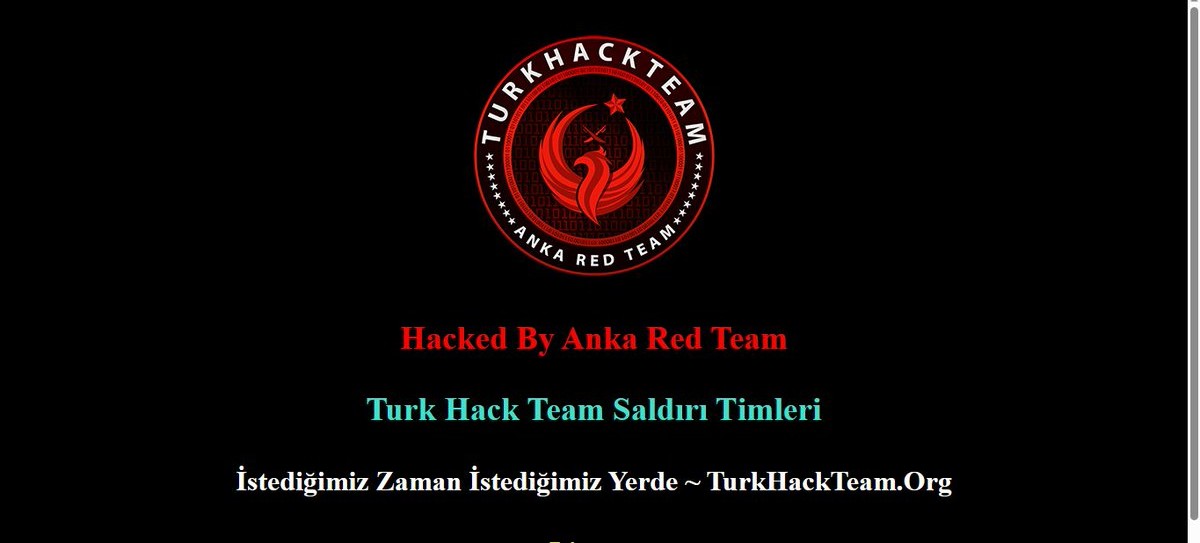 TURKHACKTEAM
ANKA RED TEAM
Hacked By Anka Red Team
Turk Hack Team Saldırı Timleri
İstediğimiz Zaman İstediğimiz Yerde ~ TurkHackTeam.Org